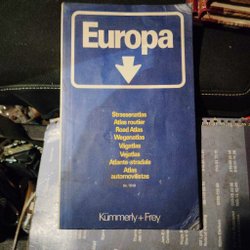 Europa
Strassenatlas
Atlas routier
Road Atlas
Wegenatlas
Vägatlas
Vejatlas
Atlante stradale
Atlas
automovilistas
Kümmerly+Frey